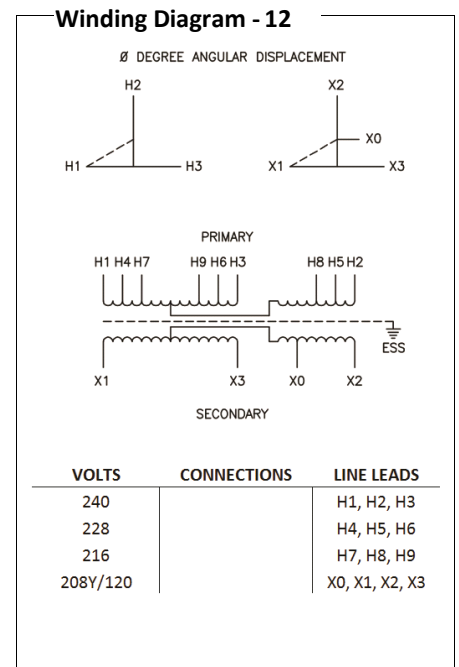 Winding Diagram - 12
Ø DEGREE ANGULAR DISPLACEMENT
H2 X2
X0
H1 H3 X1 X3
PRIMARY
H1 H4 H7 H9 H6 H3 H8 H5 H2
ESS
X1 X3 X0 X2
SECONDARY
VOLTS CONNECTIONS LINE LEADS
240 H1, H2, H3
228 H4, H5, H6
216 H7, H8, H9
208Y/120 X0, X1, X2, X3